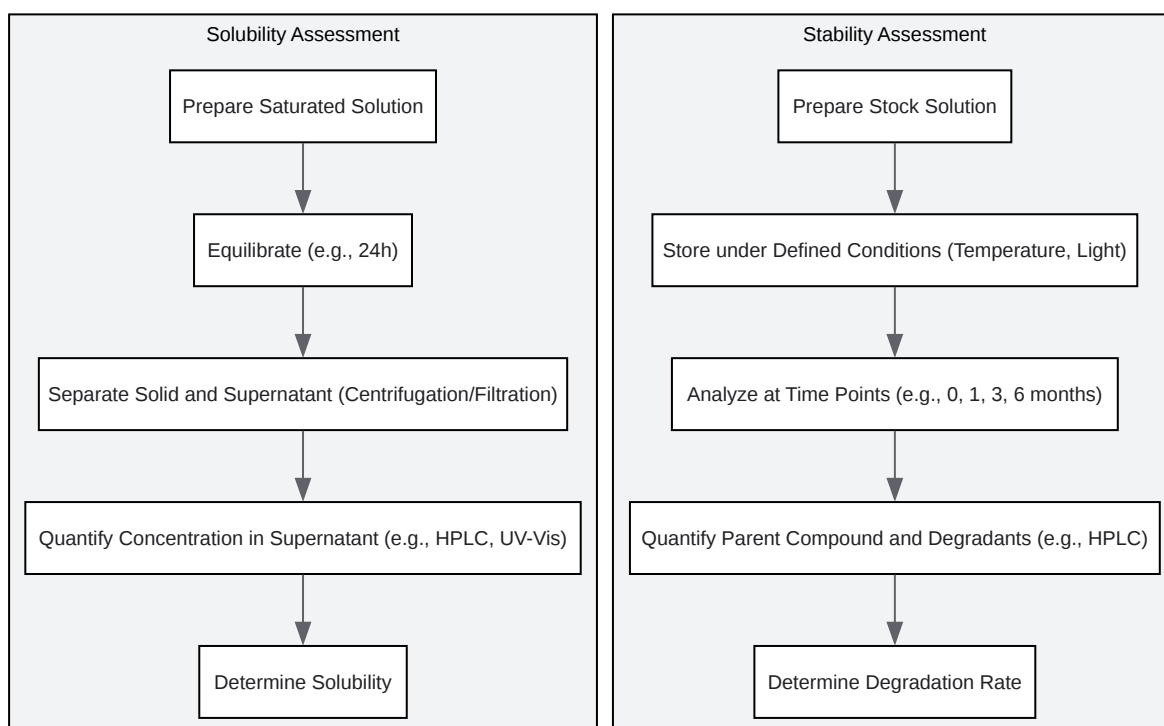 Solubility Assessment
Prepare Saturated Solution
Equilibrate (e.g., 24h)
Separate Solid and Supernatant (Centrifugation/Filtration)
Quantify Concentration in Supernatant (e.g., HPLC, UV-Vis)
Determine Solubility
Stability Assessment
Prepare Stock Solution
Store under Defined Conditions (Temperature, Light)
Analyze at Time Points (e.g., 0, 1, 3, 6 months)
Quantify Parent Compound and Degradants (e.g., HPLC)
Determine Degradation Rate